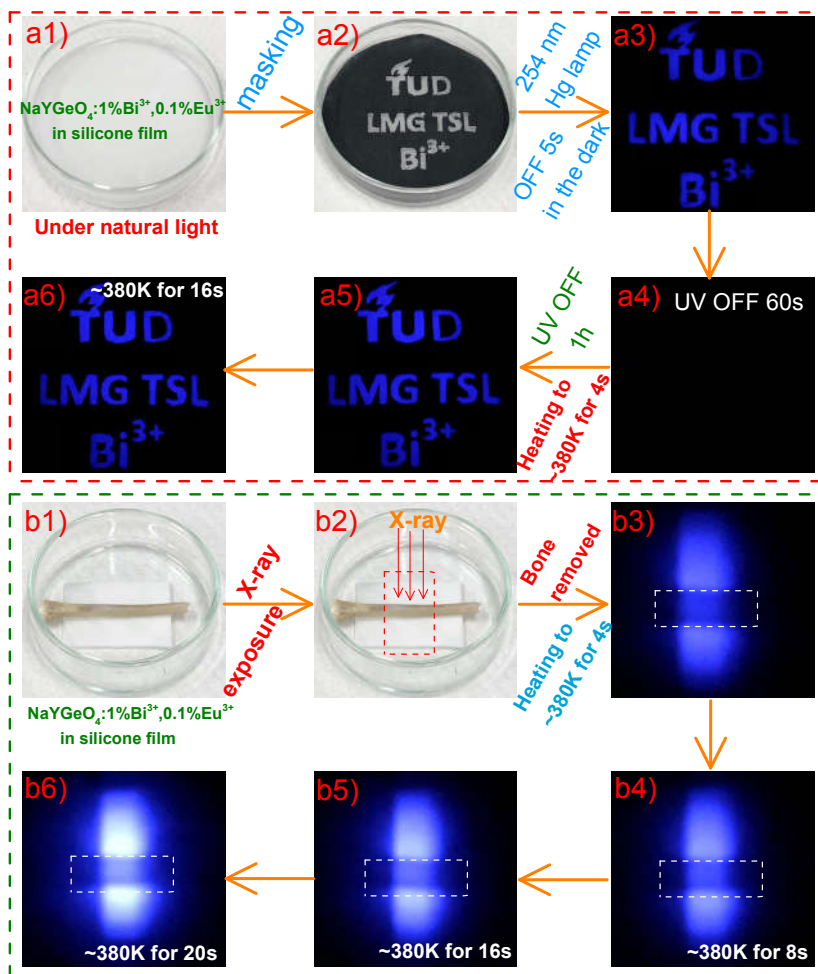 a1)
NaYGeO₄:1%Bi³⁺,0.1%Eu³⁺
in silicone film
Under natural light
masking
a2)
TUD
LMG TSL
Bi³⁺
254 nm
Hg lamp
OFF 5s
in the dark
a3)
TUD
LMG TSL
Bi³⁺
a4)
UV OFF 60s
UV OFF
1h
Heating to
~380K for 4s
a5)
TUD
LMG TSL
Bi³⁺
a6)
~380K for 16s
TUD
LMG TSL
Bi³⁺
b1)
NaYGeO₄:1%Bi³⁺,0.1%Eu³⁺
in silicone film
X-ray
exposure
b2)
X-ray
Bone
removed
Heating to
~380K for 4s
b3)
b4)
~380K for 8s
b5)
~380K for 16s
b6)
~380K for 20s